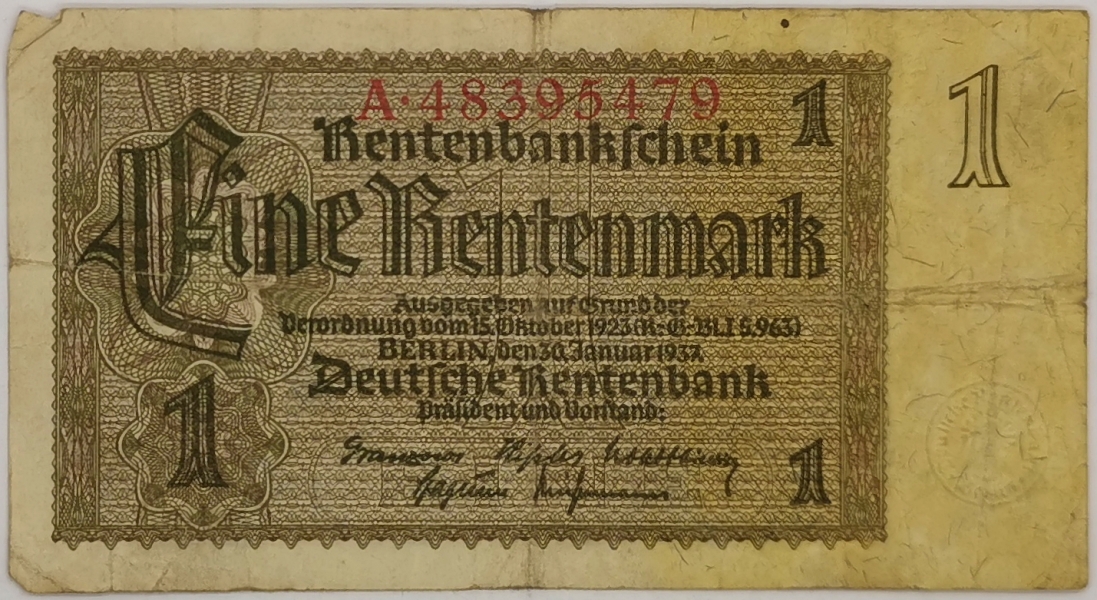 A·48395479
1
1
Rentenbankschein
Eine Rentenmark
Ausgegeben auf Grund der
Verordnung vom 15. Oktober 1923 (R.-G.-Bl. I S. 963)
BERLIN, den 30. Januar 1937.
Deutsche Rentenbank
Präsident und Vorstand:
1
1